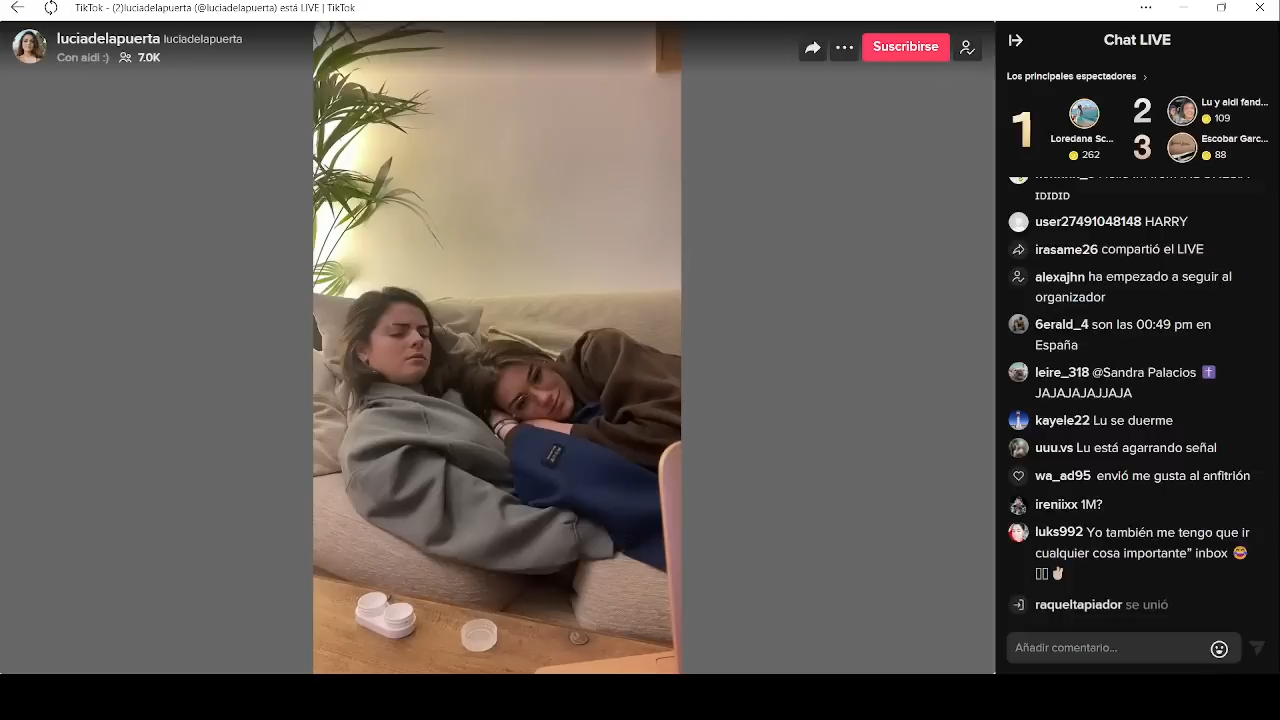 TikTok - (2)luciadelapuerta (@luciadelapuerta) está LIVE | TikTok
luciadelapuerta luciadelapuerta
Con aidi :) 7.0K
Suscribirse
Chat LIVE
Los principales espectadores
1 Loredana Sc... 262
2 Lu y aidi fand... 109
3 Escobar Garc... 88
IDIDID
user27491048148 HARRY
irasame26 compartió el LIVE
alexajhn ha empezado a seguir al
organizador
6erald_4 son las 00:49 pm en
España
leire_318 @Sandra Palacios ✝️
JAJAJAJAJJAJA
kayele22 Lu se duerme
uuu.vs Lu está agarrando señal
wa_ad95 envió me gusta al anfitrión
ireniixx 1M?
luks992 Yo también me tengo que ir
cualquier cosa importante” inbox 😂
raqueltapiador se unió
Añadir comentario...